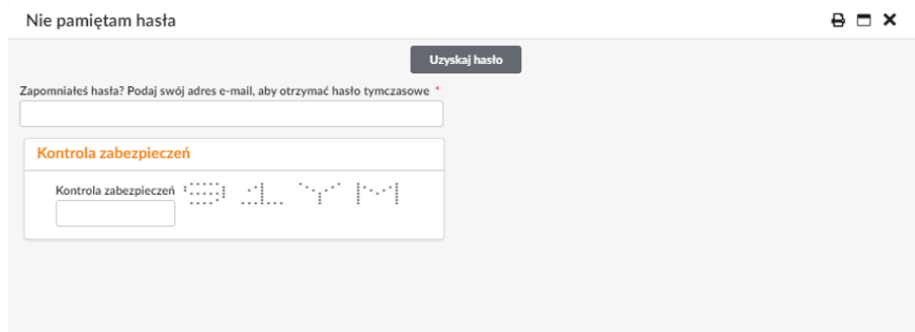 Nie pamiętam hasła
Uzyskaj hasło
Zapomniałeś hasła? Podaj swój adres e-mail, aby otrzymać hasło tymczasowe *
Kontrola zabezpieczeń
Kontrola zabezpieczeń